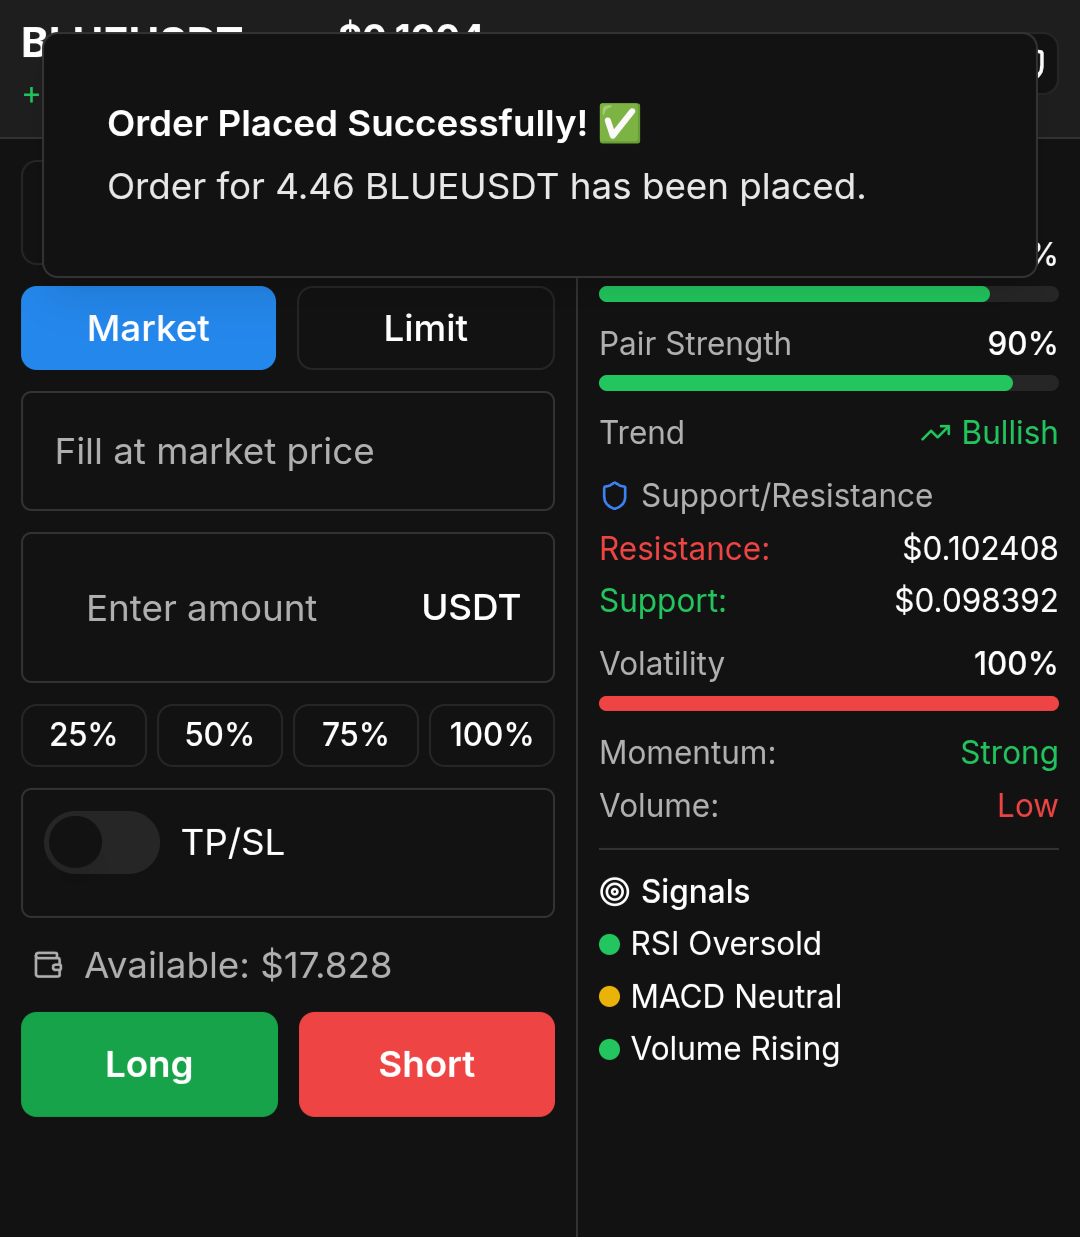 Order Placed Successfully! ✅
Order for 4.46 BLUEUSDT has been placed.
Market
Limit
Fill at market price
Enter amount
USDT
25%
50%
75%
100%
TP/SL
Available: $17.828
Long
Short
%
Pair Strength
90%
Trend
Bullish
Support/Resistance
Resistance:
$0.102408
Support:
$0.098392
Volatility
100%
Momentum:
Strong
Volume:
Low
Signals
RSI Oversold
MACD Neutral
Volume Rising